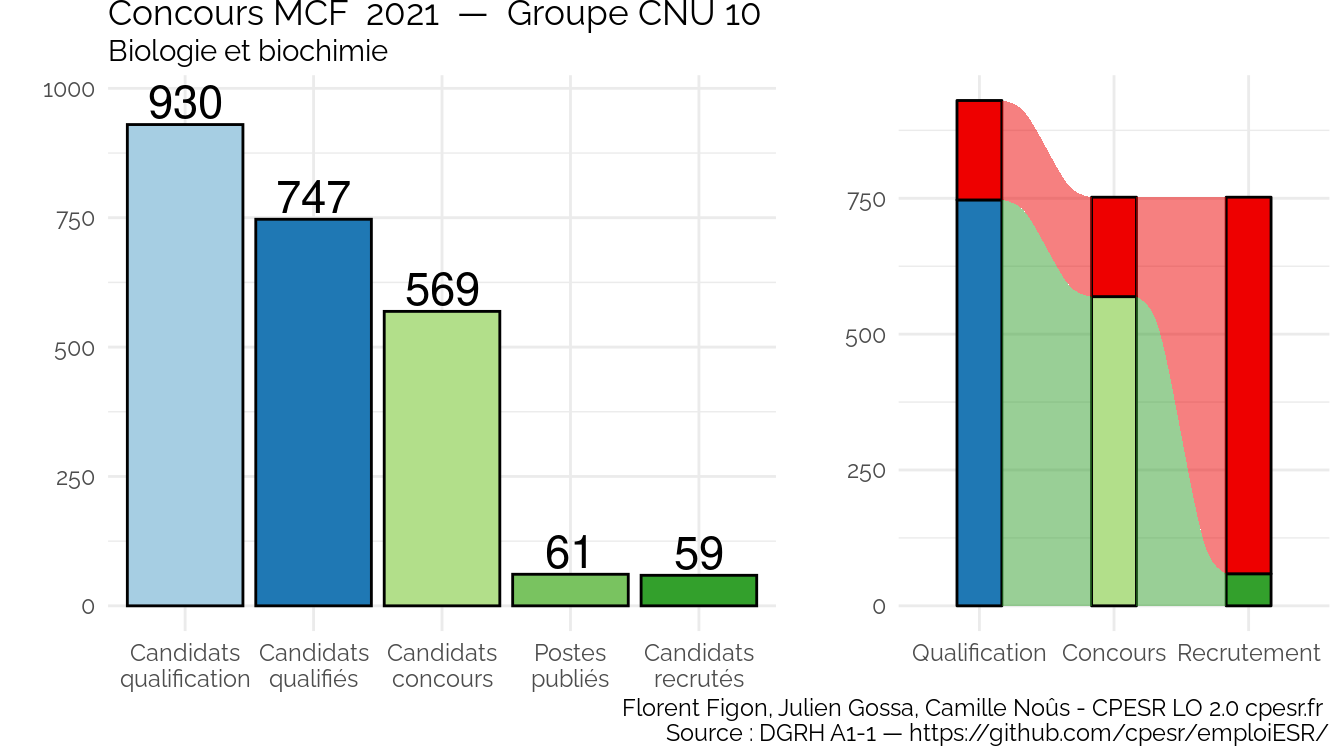 Concours MCF 2021 — Groupe CNU 10
Biologie et biochimie
1000
750
500
250
0
930
747
569
61
59
Candidats qualification
Candidats qualifiés
Candidats concours
Postes publiés
Candidats recrutés
750
500
250
0
Qualification
Concours
Recrutement
Florent Figon, Julien Gossa, Camille Noûs - CPESR LO 2.0 cpesr.fr
Source : DGRH A1-1 — https://github.com/cpesr/emploiESR/